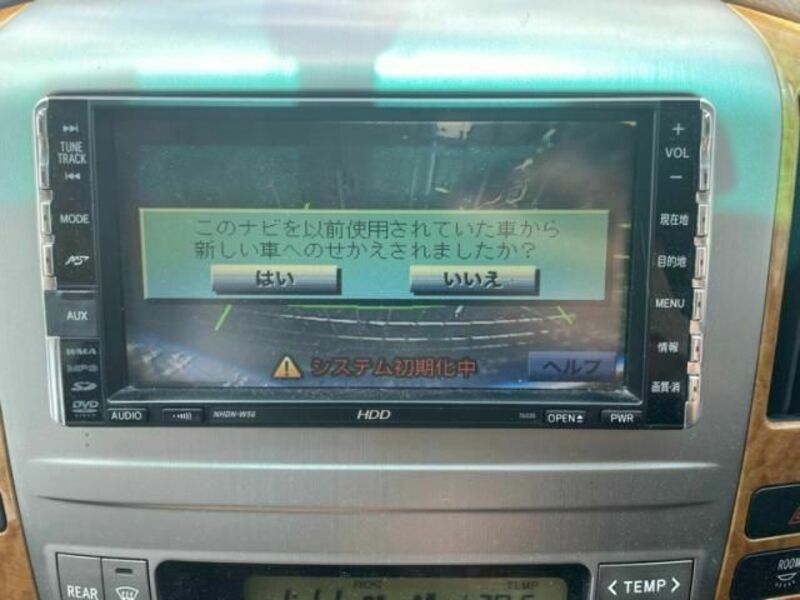 TUNE
TRACK
MODE
AUX
WMA
MP3
SD
DVD
VIDEO
AUDIO
NHDN-W56
HDD
OPEN
PWR
+
VOL
-
現在地
目的地
MENU
情報
画質・消
このナビを以前使用されていた車から
新しい車へのせかえされましたか?
はい
いいえ
システム初期化中
ヘルプ
REAR
< TEMP >
ROOM
TEMP